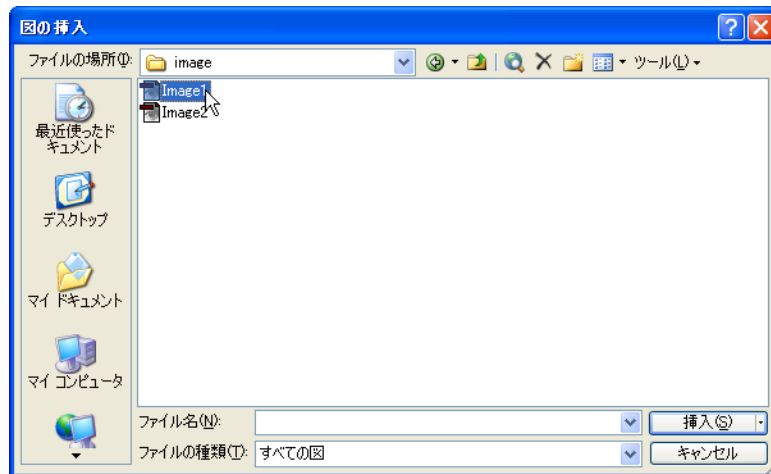 図の挿入
ファイルの場所(I):
image
ツール(L)
Image1
Image2
最近使ったド
キュメント
デスクトップ
マイ ドキュメント
マイ コンピュータ
ファイル名(N):
挿入(S)
ファイルの種類(T):
すべての図
キャンセル